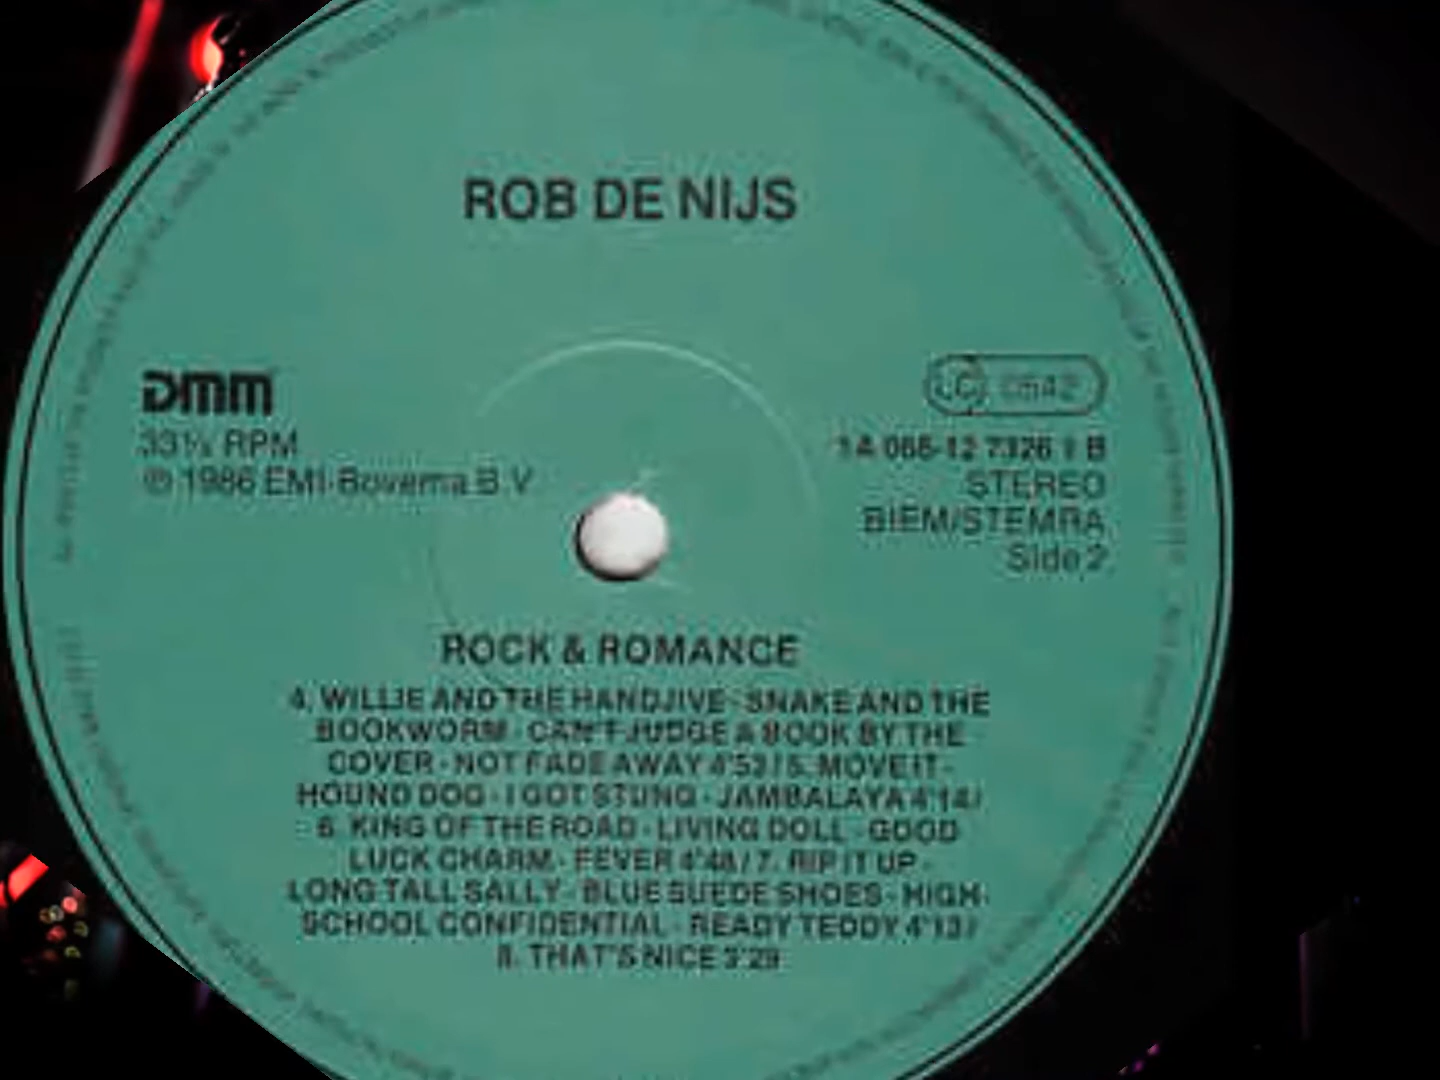 ROB DE NIJS
DMM
33⅓ RPM
℗ 1986 EMI-Bovema B.V.
LC 0542
1A 068-12 7326 1 B
STEREO
BIEM/STEMRA
Side 2
ROCK & ROMANCE
4. WILLIE AND THE HANDJIVE · SNAKE AND THE
BOOKWORM · CAN'T JUDGE A BOOK BY THE
COVER · NOT FADE AWAY 4'53 / 5. MOVE IT ·
HOUND DOG · I GOT STUNG · JAMBALAYA 4'14 /
6. KING OF THE ROAD · LIVING DOLL · GOOD
LUCK CHARM · FEVER 4'48 / 7. RIP IT UP ·
LONG TALL SALLY · BLUE SUEDE SHOES · HIGH
SCHOOL CONFIDENTIAL · READY TEDDY 4'13 /
8. THAT'S NICE 3'29